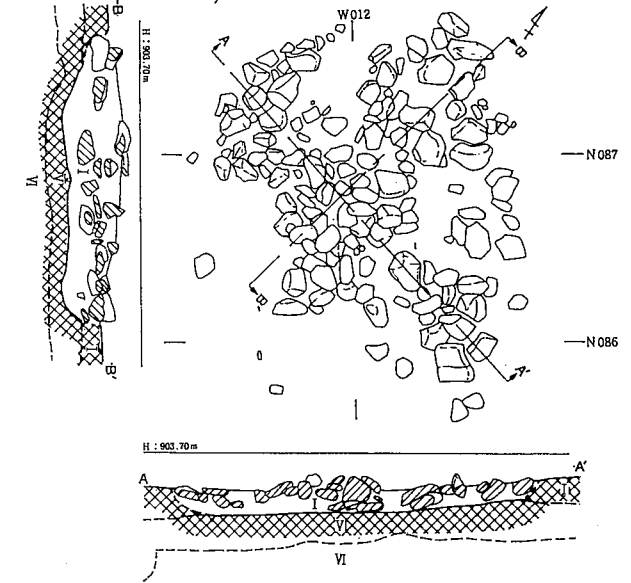 W012
A
B
N087
B'
N086
A'
B
H : 903.70m
I
V
VI
I
B'
H : 903.70m
A
A'
I
I
V
VI